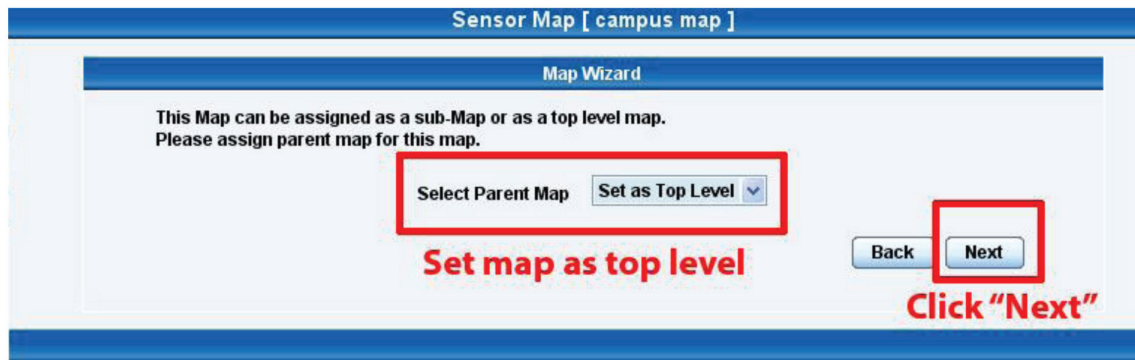 Sensor Map [ campus map ]
Map Wizard
This Map can be assigned as a sub-Map or as a top level map.
Please assign parent map for this map.
Select Parent Map Set as Top Level
Set map as top level
Back Next
Click “Next”